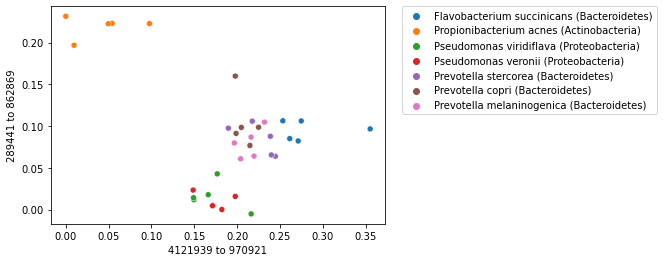 Flavobacterium succinicans (Bacteroidetes)
Propionibacterium acnes (Actinobacteria)
Pseudomonas viridiflava (Proteobacteria)
Pseudomonas veronii (Proteobacteria)
Prevotella stercorea (Bacteroidetes)
Prevotella copri (Bacteroidetes)
Prevotella melaninogenica (Bacteroidetes)
289441 to 862869
0.20
0.15
0.10
0.05
0.00
0.00 0.05 0.10 0.15 0.20 0.25 0.30 0.35
4121939 to 970921